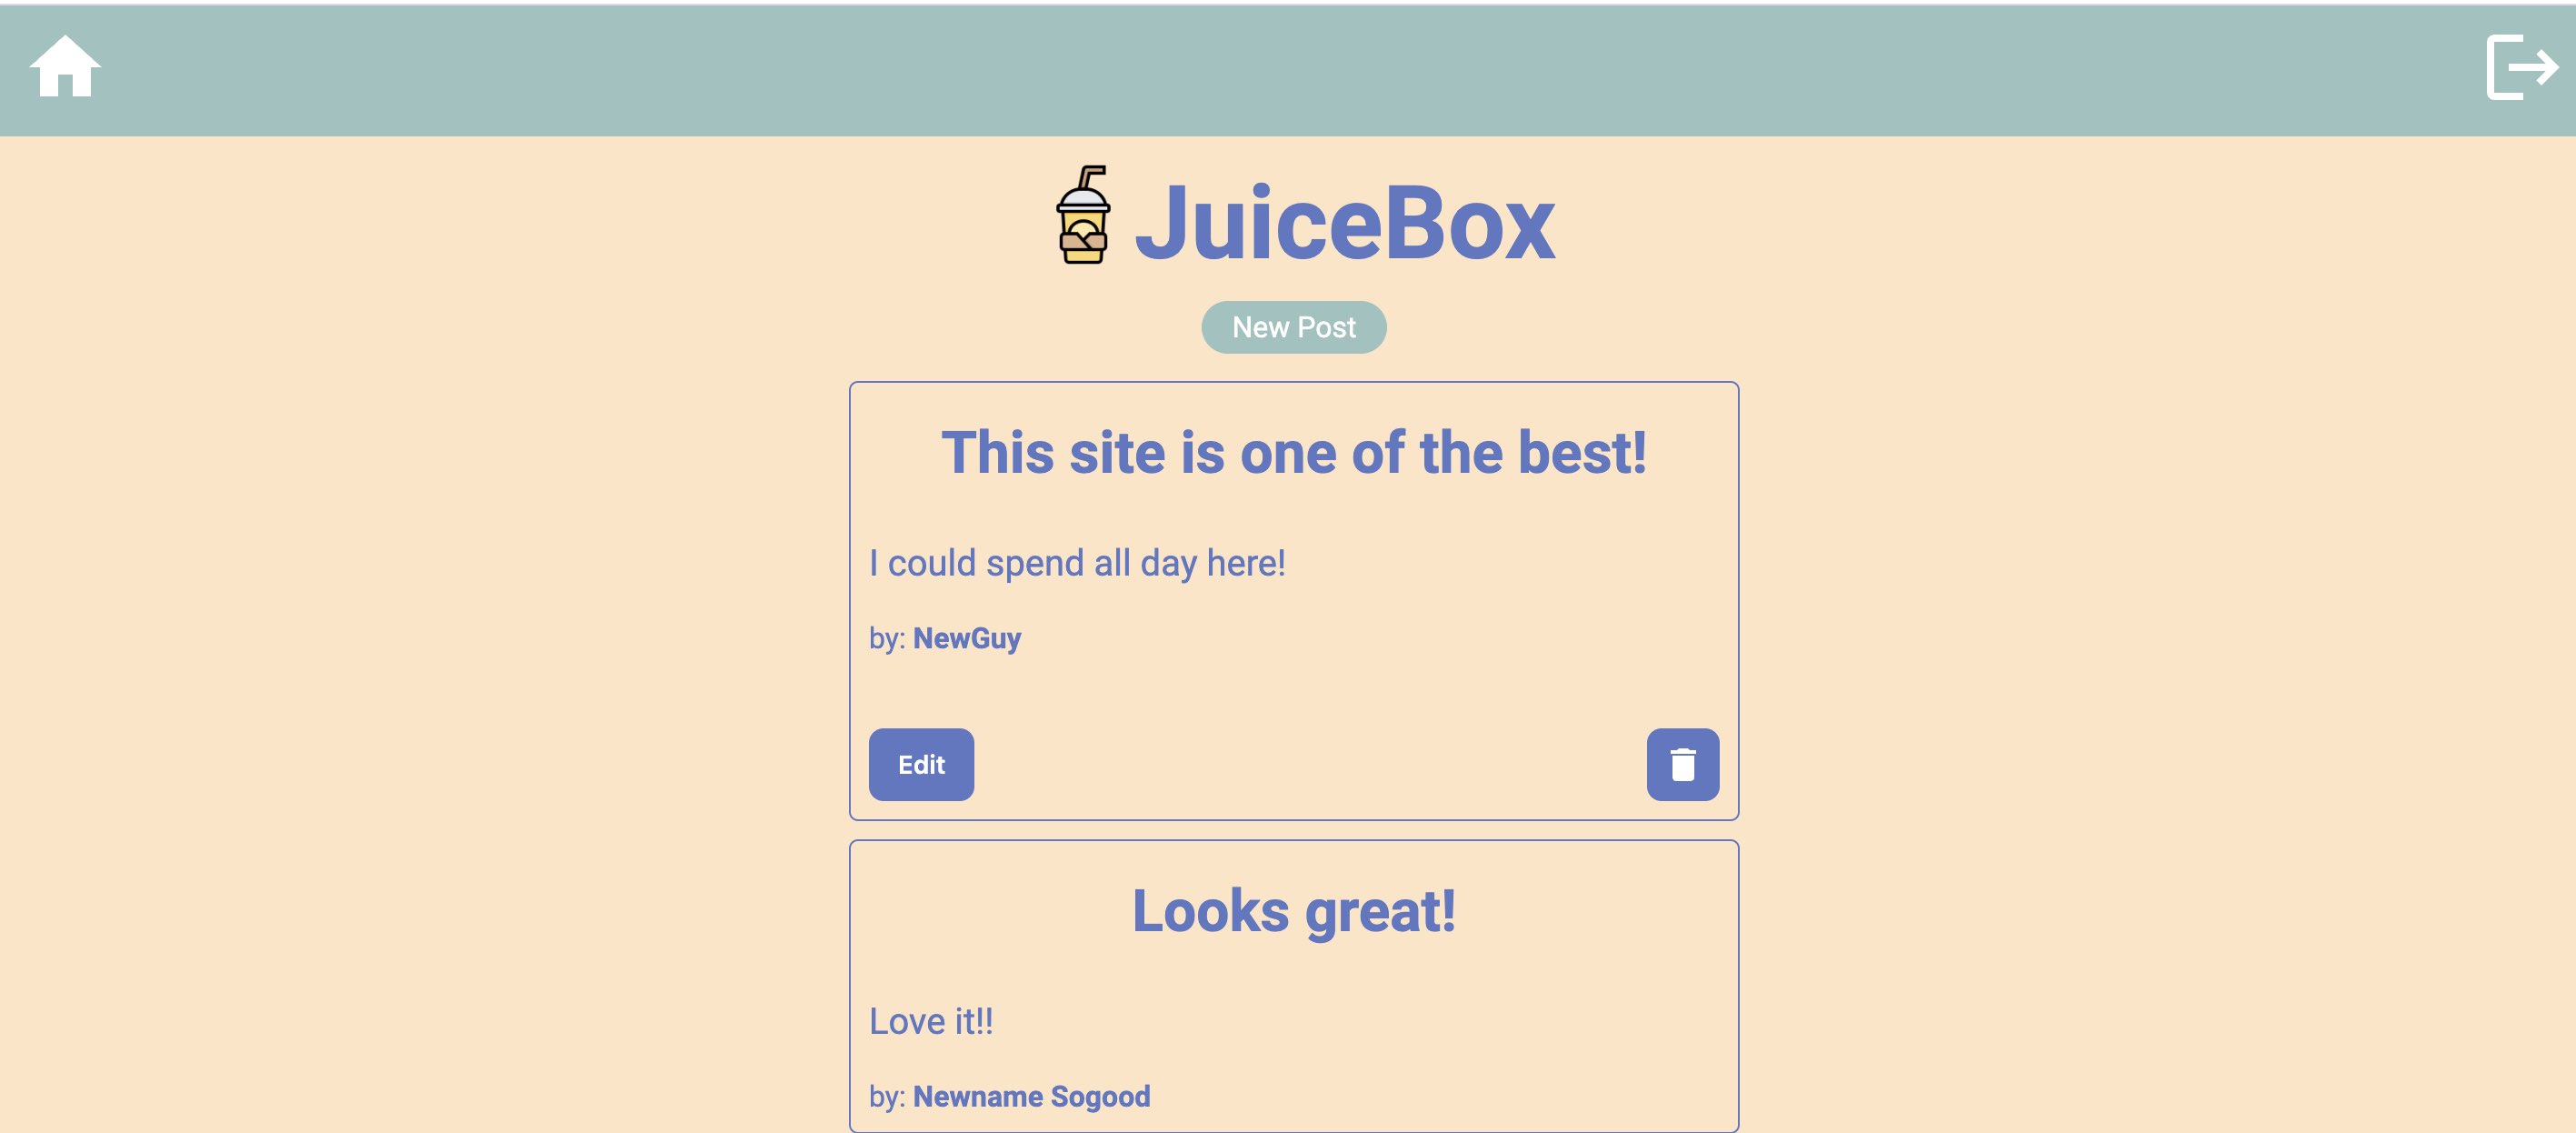 JuiceBox
New Post
This site is one of the best!
I could spend all day here!
by: NewGuy
Edit
Looks great!
Love it!!
by: Newname Sogood